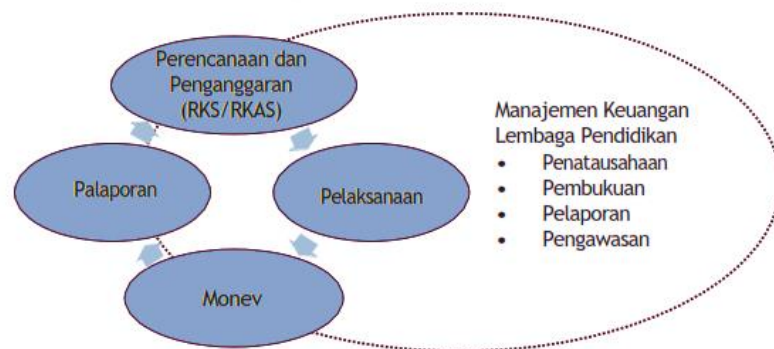 Perencanaan dan
Penganggaran
(RKS/RKAS)
Palaporan
Pelaksanaan
Monev
Manajemen Keuangan
Lembaga Pendidikan
• Penatausahaan
• Pembukuan
• Pelaporan
• Pengawasan